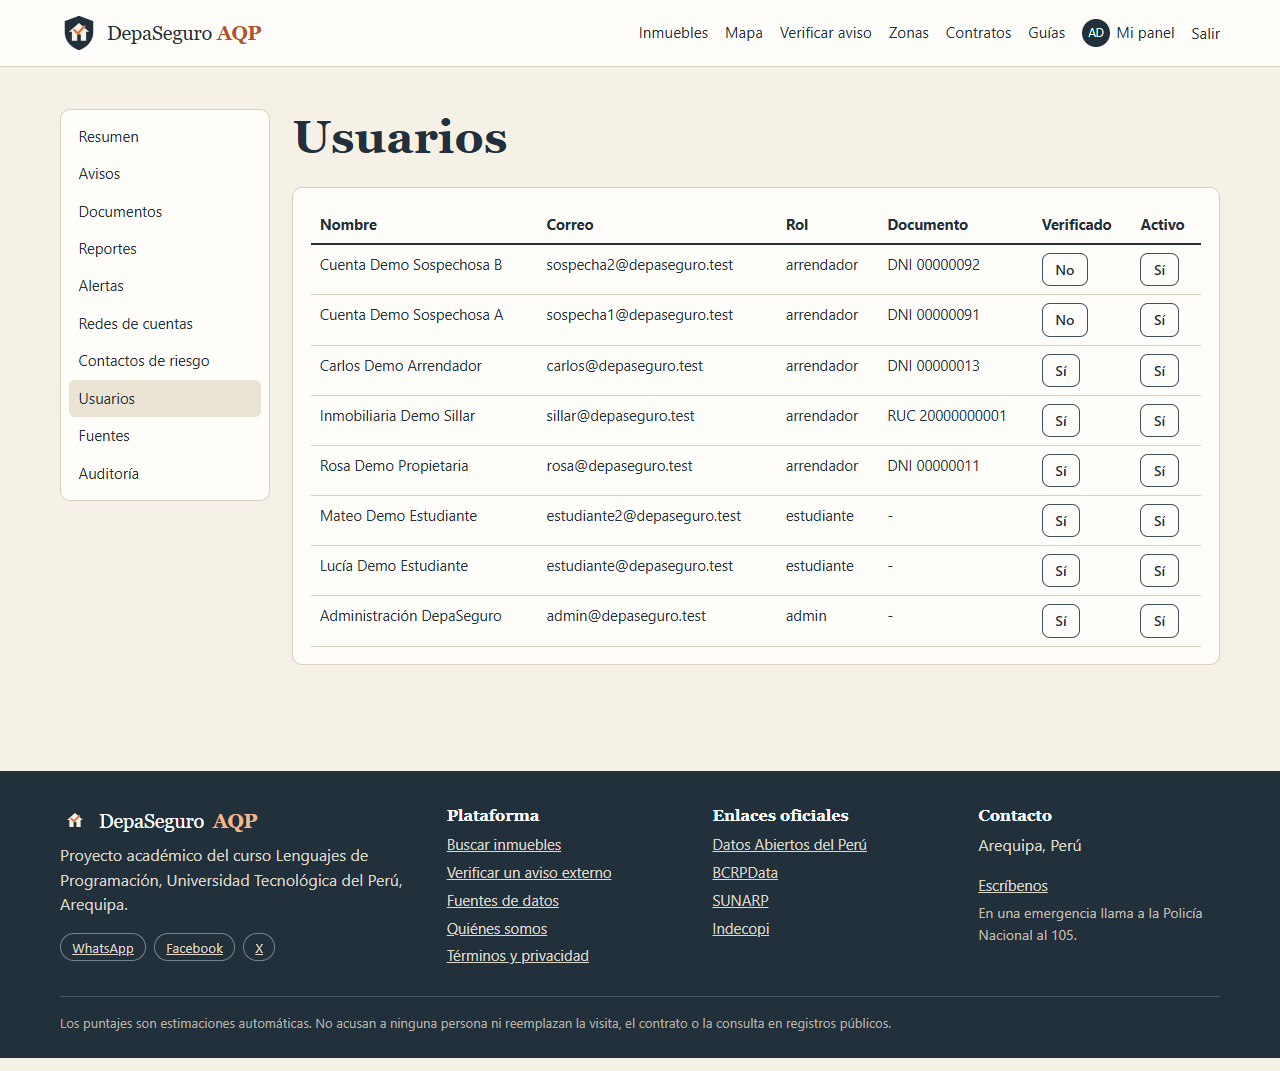 DepaSeguro AQP
Inmuebles Mapa Verificar aviso Zonas Contratos Guías AD Mi panel Salir
Resumen
Avisos
Documentos
Reportes
Alertas
Redes de cuentas
Contactos de riesgo
Usuarios
Fuentes
Auditoría
Usuarios
Nombre Correo Rol Documento Verificado Activo
Cuenta Demo Sospechosa B sospecha2@depaseguro.test arrendador DNI 00000092 No Sí
Cuenta Demo Sospechosa A sospecha1@depaseguro.test arrendador DNI 00000091 No Sí
Carlos Demo Arrendador carlos@depaseguro.test arrendador DNI 00000013 Sí Sí
Inmobiliaria Demo Sillar sillar@depaseguro.test arrendador RUC 20000000001 Sí Sí
Rosa Demo Propietaria rosa@depaseguro.test arrendador DNI 00000011 Sí Sí
Mateo Demo Estudiante estudiante2@depaseguro.test estudiante - Sí Sí
Lucía Demo Estudiante estudiante@depaseguro.test estudiante - Sí Sí
Administración DepaSeguro admin@depaseguro.test admin - Sí Sí
DepaSeguro AQP
Proyecto académico del curso Lenguajes de
Programación, Universidad Tecnológica del Perú,
Arequipa.
WhatsApp Facebook X
Plataforma
Buscar inmuebles
Verificar un aviso externo
Fuentes de datos
Quiénes somos
Términos y privacidad
Enlaces oficiales
Datos Abiertos del Perú
BCRPData
SUNARP
Indecopi
Contacto
Arequipa, Perú
Escríbenos
En una emergencia llama a la Policía
Nacional al 105.
Los puntajes son estimaciones automáticas. No acusan a ninguna persona ni reemplazan la visita, el contrato o la consulta en registros públicos.